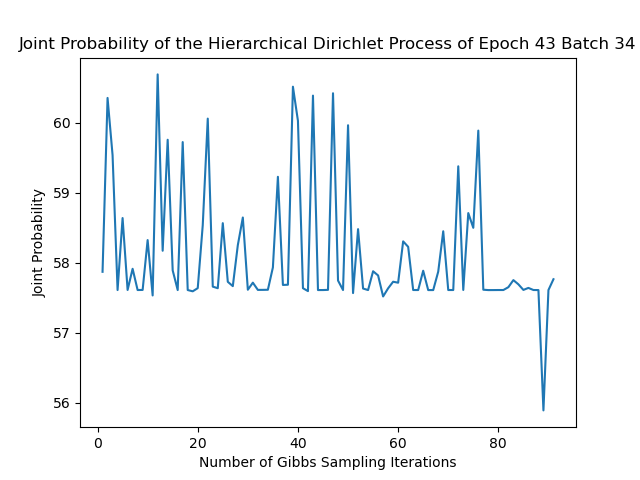 Joint Probability of the Hierarchical Dirichlet Process of Epoch 43 Batch 34
Joint Probability
60
59
58
57
56
0 20 40 60 80
Number of Gibbs Sampling Iterations